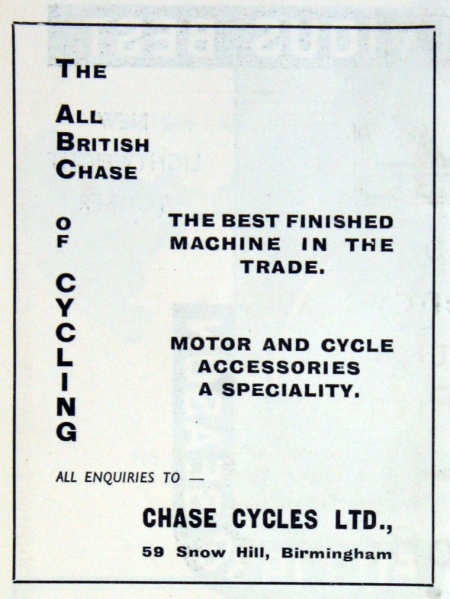 THE
ALL
BRITISH
CHASE
OF
CYCLING
THE BEST FINISHED
MACHINE IN THE
TRADE.
MOTOR AND CYCLE
ACCESSORIES
A SPECIALITY.
ALL ENQUIRIES TO —
CHASE CYCLES LTD.,
59 Snow Hill, Birmingham